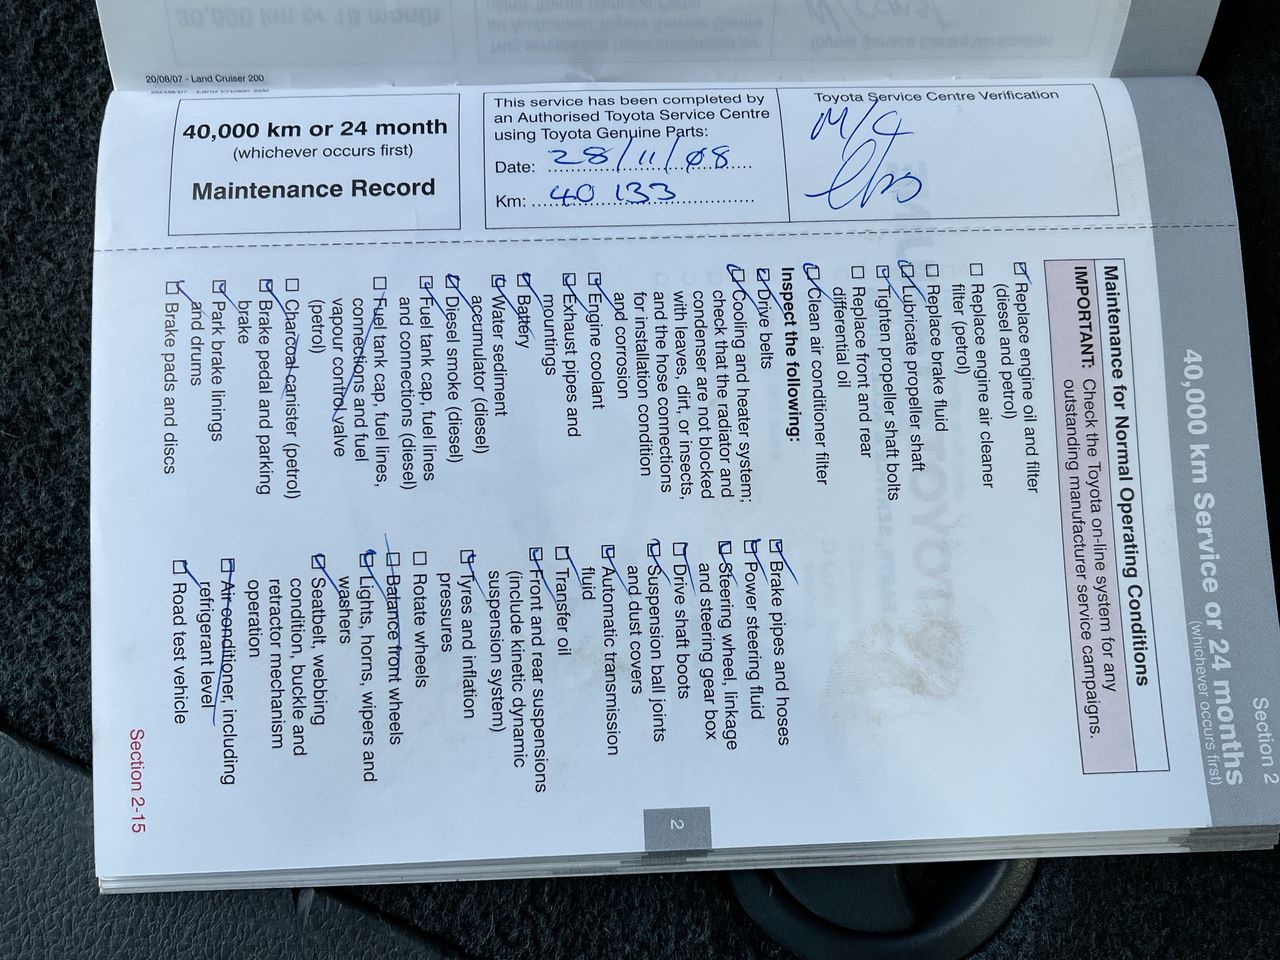 20/08/07 - Land Cruiser 200
40,000 km or 24 month
(whichever occurs first)
Maintenance Record
This service has been completed by
an Authorised Toyota Service Centre
using Toyota Genuine Parts:
Date: 28/11/08
Km: 40 133
Toyota Service Centre Verification
Section 2
40,000 km Service or 24 months
(whichever occurs first)
Maintenance for Normal Operating Conditions
IMPORTANT: Check the Toyota on-line system for any
outstanding manufacturer service campaigns.
Replace engine oil and filter
(diesel and petrol)
Replace engine air cleaner
filter (petrol)
Replace brake fluid
Lubricate propeller shaft
Tighten propeller shaft bolts
Replace front and rear
differential oil
Clean air conditioner filter
Inspect the following:
Drive belts
Cooling and heater system;
check that the radiator and
condenser are not blocked
with leaves, dirt, or insects,
and the hose connections
for installation condition
and corrosion
Engine coolant
Exhaust pipes and
mountings
Battery
Water sediment
accumulator (diesel)
Diesel smoke (diesel)
Fuel tank cap, fuel lines
and connections (diesel)
Fuel tank cap, fuel lines,
connections and fuel
vapour control valve
(petrol)
Charcoal canister (petrol)
Brake pedal and parking
brake
Park brake linings
and drums
Brake pads and discs
Brake pipes and hoses
Power steering fluid
Steering wheel, linkage
and steering gear box
Drive shaft boots
Suspension ball joints
and dust covers
Automatic transmission
fluid
Transfer oil
Front and rear suspensions
(include kinetic dynamic
suspension system)
Tyres and inflation
pressures
Rotate wheels
Balance front wheels
Lights, horns, wipers and
washers
Seatbelt, webbing
condition, buckle and
retractor mechanism
operation
Air conditioner, including
refrigerant level
Road test vehicle
2
Section 2-15